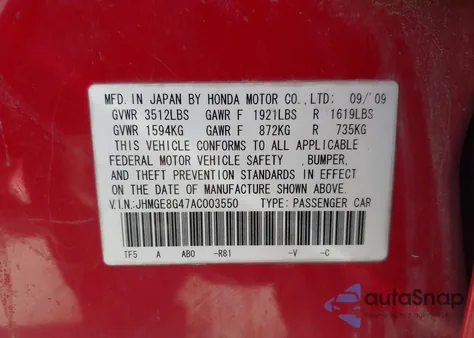 MFD. IN JAPAN BY HONDA MOTOR CO., LTD: 09/'09
GVWR 3512LBS GAWR F 1921LBS R 1619LBS
GVWR 1594KG GAWR F 872KG R 735KG
THIS VEHICLE CONFORMS TO ALL APPLICABLE
FEDERAL MOTOR VEHICLE SAFETY , BUMPER,
AND THEFT PREVENTION STANDARDS IN EFFECT ON
THE DATE OF MANUFACTURE SHOWN ABOVE.
V.I.N.:JHMGE8G47AC003550 TYPE: PASSENGER CAR
TF5 A AB0 -R81 -V -C
autoSnap